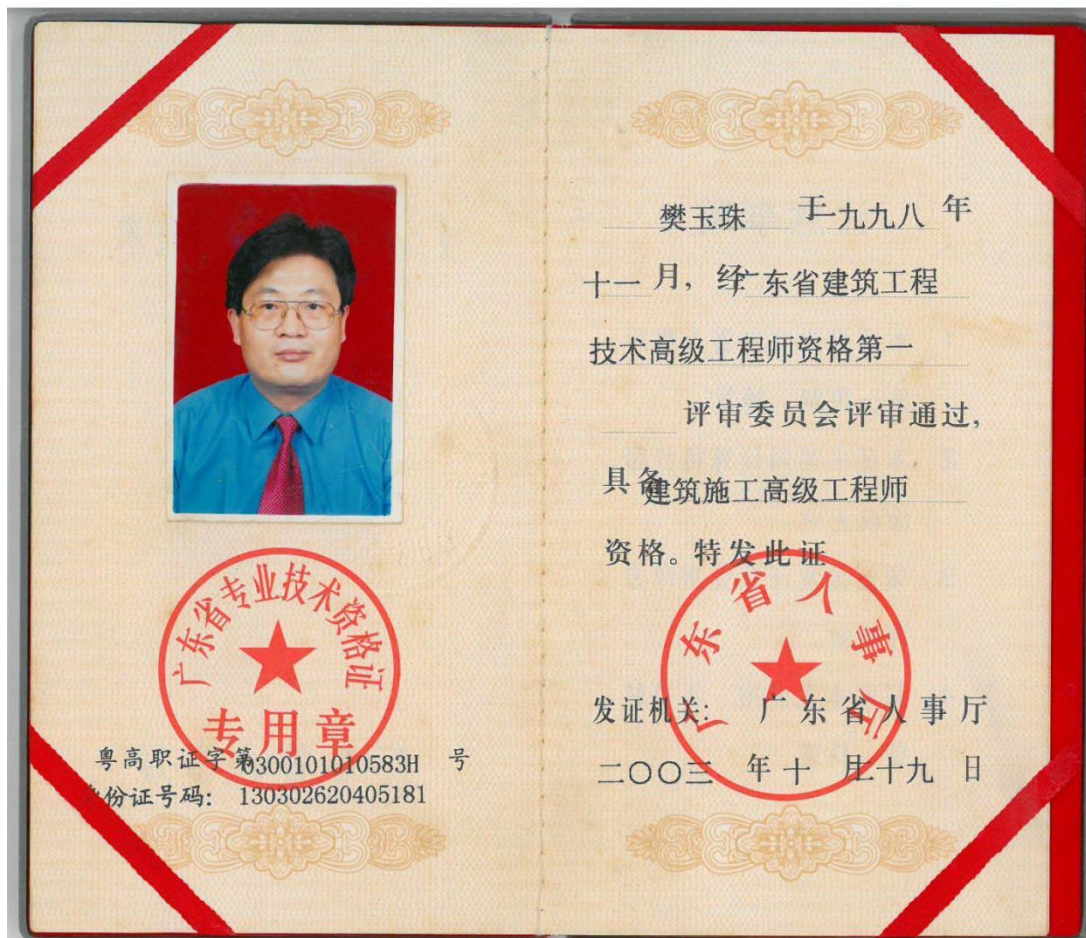 广东省专业技术资格证
专用章
粤高职证字第0300101010583H 号
身份证号码: 130302620405181
樊玉珠 于一九九八 年
十一 月, 经广东省建筑工程
技术高级工程师资格第一
评审委员会评审通过,
具备建筑施工高级工程师
资格。特发此证
广东省人事厅
发证机关: 广东省人事厅
二〇〇三 年十 月二十九 日